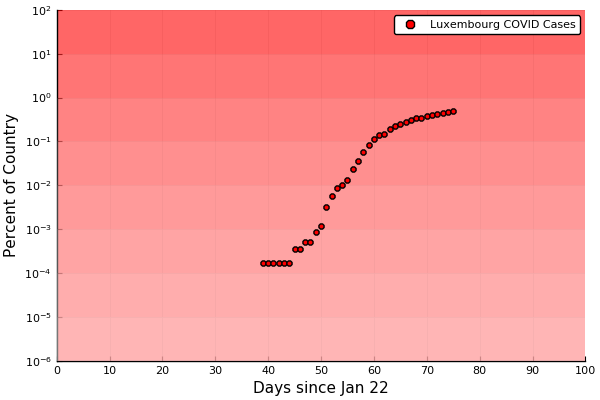 Luxembourg COVID Cases
Percent of Country
10²
10¹
10⁰
10⁻¹
10⁻²
10⁻³
10⁻⁴
10⁻⁵
10⁻⁶
0 10 20 30 40 50 60 70 80 90 100
Days since Jan 22